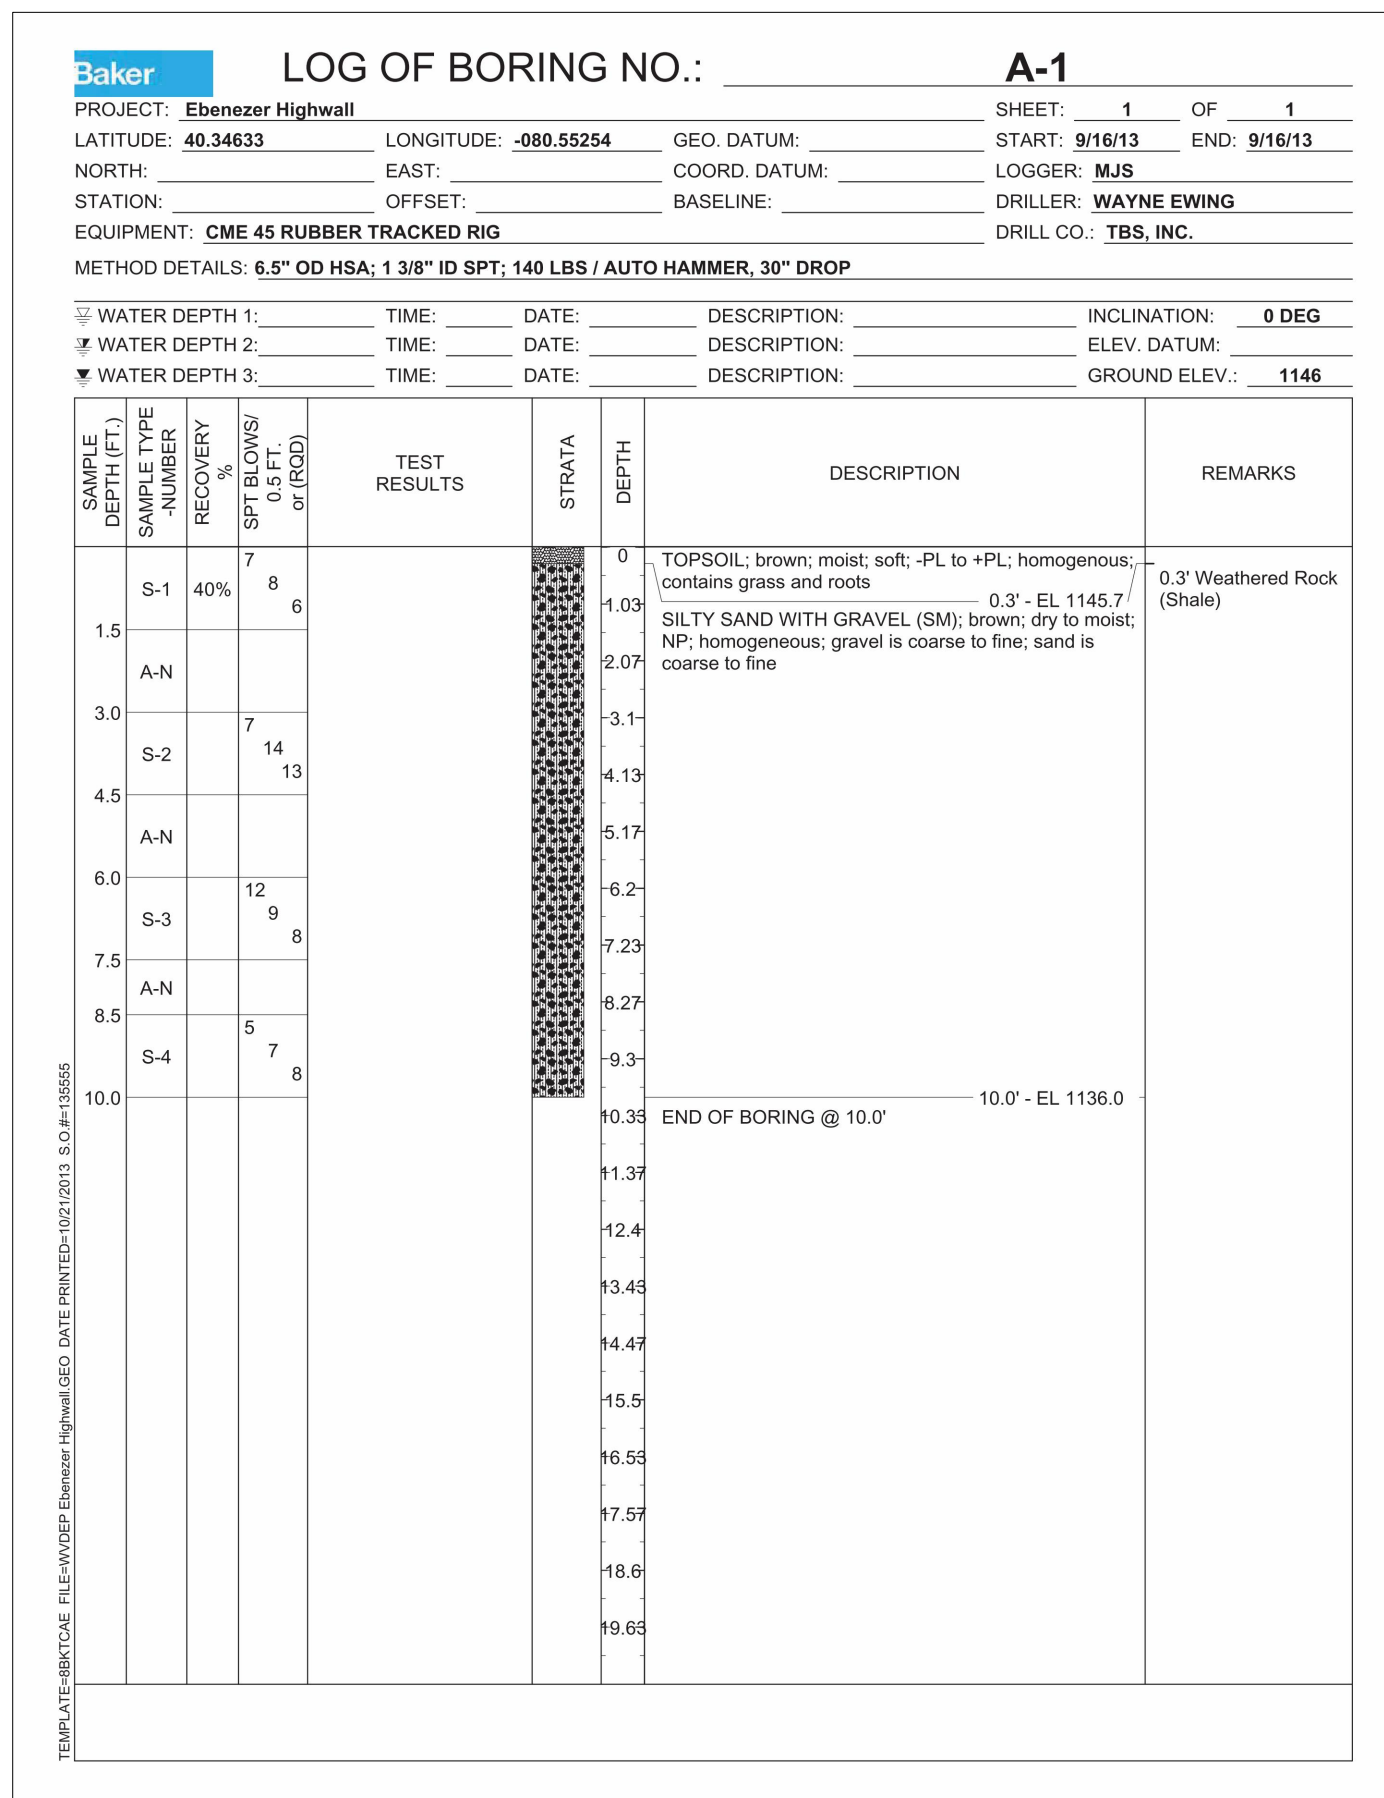 Baker
LOG OF BORING NO.: A-1
PROJECT: Ebenezer Highwall SHEET: 1 OF 1
LATITUDE: 40.34633 LONGITUDE: -080.55254 GEO. DATUM: START: 9/16/13 END: 9/16/13
NORTH: EAST: COORD. DATUM: LOGGER: MJS
STATION: OFFSET: BASELINE: DRILLER: WAYNE EWING
EQUIPMENT: CME 45 RUBBER TRACKED RIG DRILL CO.: TBS, INC.
METHOD DETAILS: 6.5" OD HSA; 1 3/8" ID SPT; 140 LBS / AUTO HAMMER, 30" DROP
WATER DEPTH 1: TIME: DATE: DESCRIPTION: INCLINATION: 0 DEG
WATER DEPTH 2: TIME: DATE: DESCRIPTION: ELEV. DATUM:
WATER DEPTH 3: TIME: DATE: DESCRIPTION: GROUND ELEV.: 1146
SAMPLE
DEPTH (FT.)
SAMPLE TYPE
-NUMBER
RECOVERY
%
SPT BLOWS/
0.5 FT.
or (RQD)
TEST
RESULTS
STRATA
DEPTH
DESCRIPTION
REMARKS
1.5
3.0
4.5
6.0
7.5
8.5
10.0
S-1
A-N
S-2
A-N
S-3
A-N
S-4
40%
7
8
6
7
14
13
12
9
8
5
7
8
0
1.03
2.07
3.1
4.13
5.17
6.2
7.23
8.27
9.3
10.33
11.37
12.4
13.43
14.47
15.5
16.53
17.57
18.6
19.63
TOPSOIL; brown; moist; soft; -PL to +PL; homogenous;
contains grass and roots
0.3' - EL 1145.7
SILTY SAND WITH GRAVEL (SM); brown; dry to moist;
NP; homogeneous; gravel is coarse to fine; sand is
coarse to fine
10.0' - EL 1136.0
END OF BORING @ 10.0'
0.3' Weathered Rock
(Shale)
TEMPLATE=8BKTCAE FILE=WVDEP Ebenezer Highwall.GEO DATE PRINTED=10/21/2013 S.O.#=135555